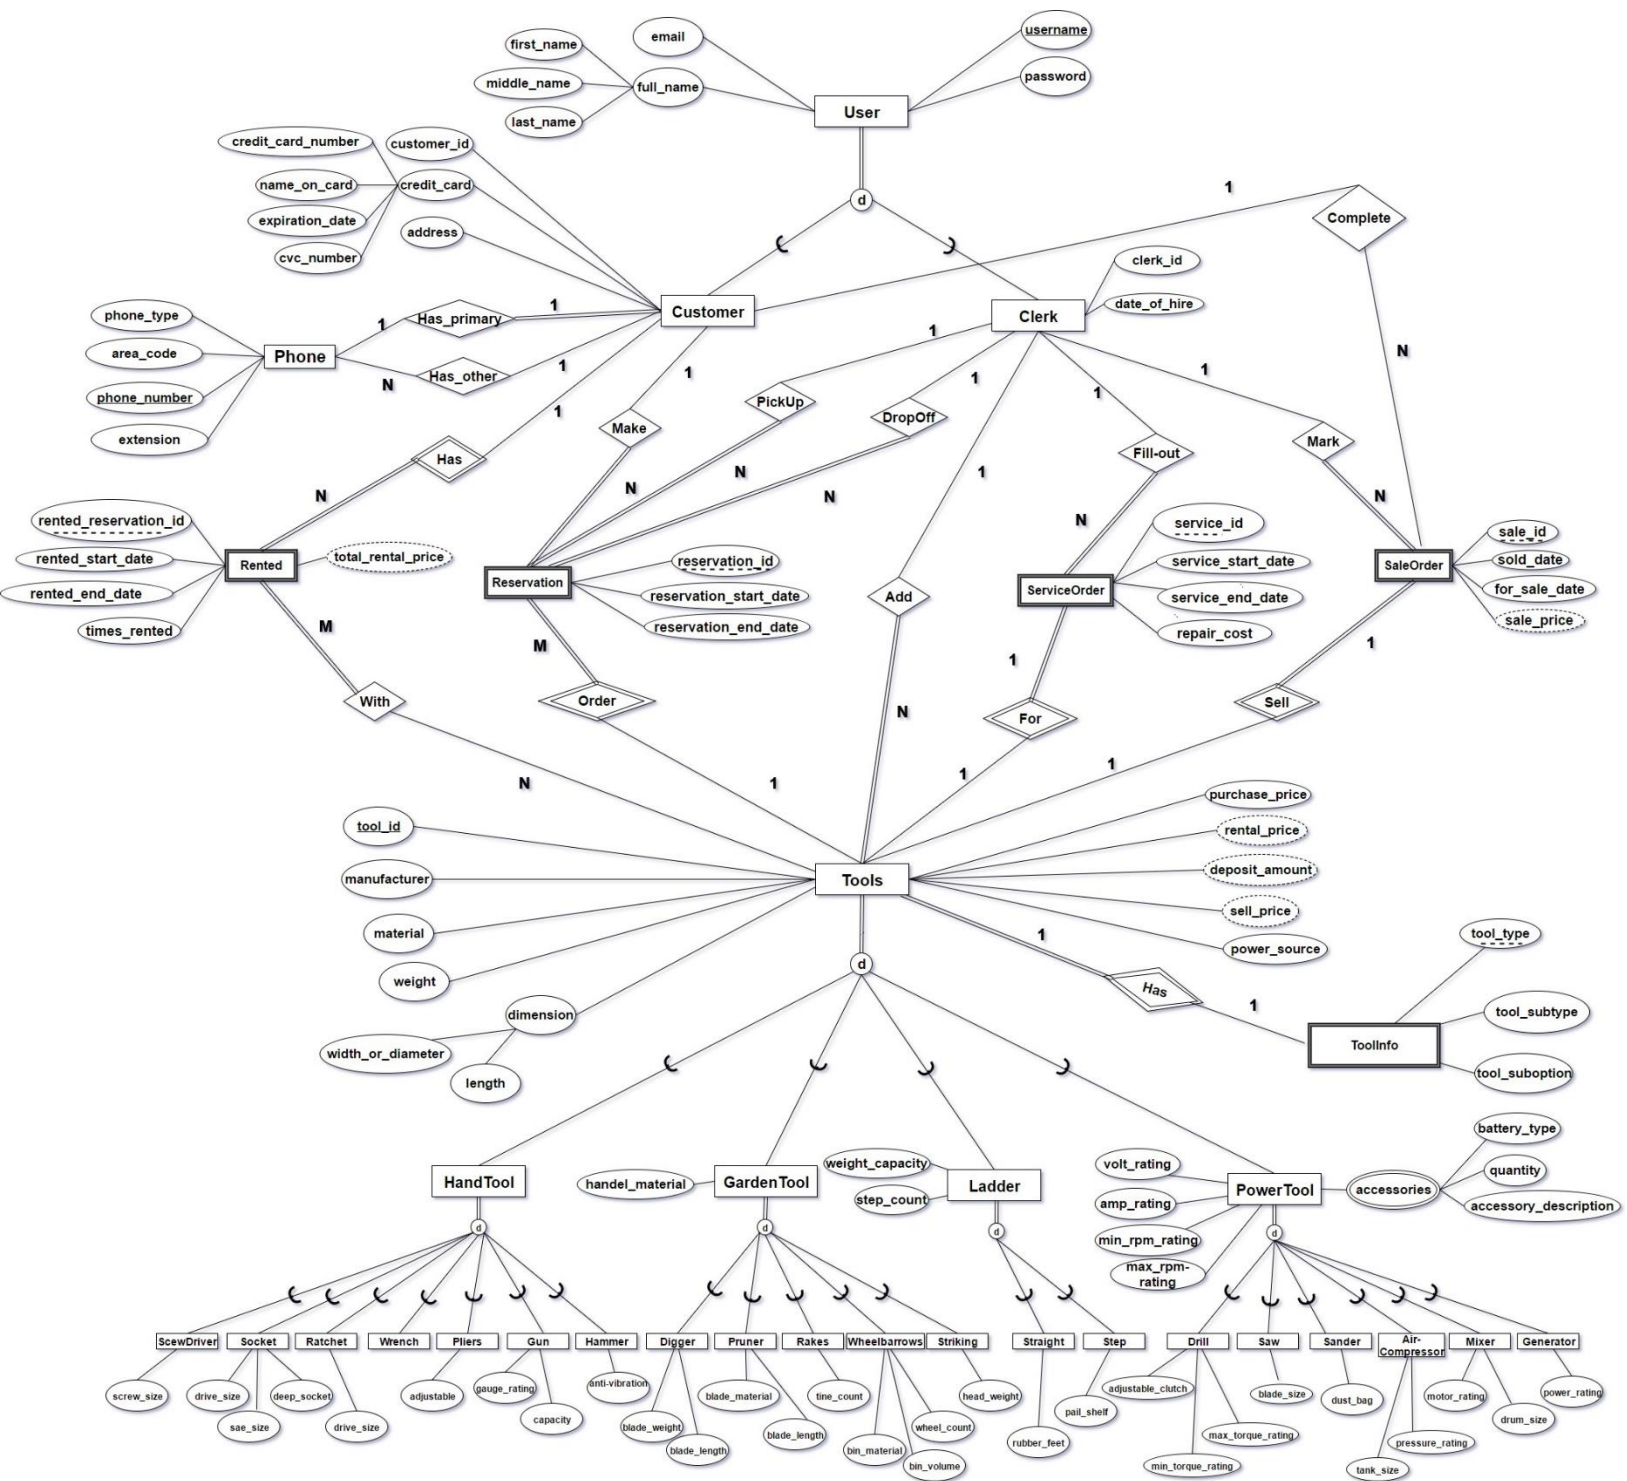 first_name
email
username
middle_name
full_name
password
last_name
User
credit_card_number
customer_id
name_on_card
credit_card
d
1
Complete
expiration_date
address
cvc_number
clerk_id
date_of_hire
phone_type
Has_primary
1
Customer
Clerk
1
1
area_code
Phone
Has_other
1
1
1
N
N
phone_number
1
PickUp
1
1
extension
1
Make
DropOff
Has
Fill-out
Mark
1
N
N
N
N
N
N
rented_reservation_id
service_id
sale_id
rented_start_date
Rented
total_rental_price
reservation_id
service_start_date
SaleOrder
sold_date
rented_end_date
Reservation
reservation_start_date
Add
ServiceOrder
service_end_date
for_sale_date
times_rented
M
reservation_end_date
repair_cost
sale_price
M
1
1
With
Order
N
For
Sell
N
1
1
1
purchase_price
tool_id
rental_price
manufacturer
Tools
deposit_amount
sell_price
material
1
power_source
tool_type
weight
d
Has
1
dimension
tool_subtype
width_or_diameter
ToolInfo
length
tool_suboption
battery_type
weight_capacity
volt_rating
quantity
HandTool
handel_material
GardenTool
step_count
Ladder
PowerTool
accessories
amp_rating
accessory_description
d
d
d
d
min_rpm_rating
max_rpm-
rating
ScewDriver
Socket
Ratchet
Wrench
Pliers
Gun
Hammer
Digger
Pruner
Rakes
Wheelbarrows
Striking
Straight
Step
Drill
Saw
Sander
Air-
Compressor
Mixer
Generator
screw_size
drive_size
deep_socket
adjustable
gauge_rating
anti-vibration
blade_material
tine_count
head_weight
adjustable_clutch
blade_size
dust_bag
motor_rating
power_rating
sae_size
drive_size
capacity
blade_weight
blade_length
wheel_count
pail_shelf
max_torque_rating
drum_size
blade_length
bin_material
rubber_feet
pressure_rating
bin_volume
min_torque_rating
tank_size